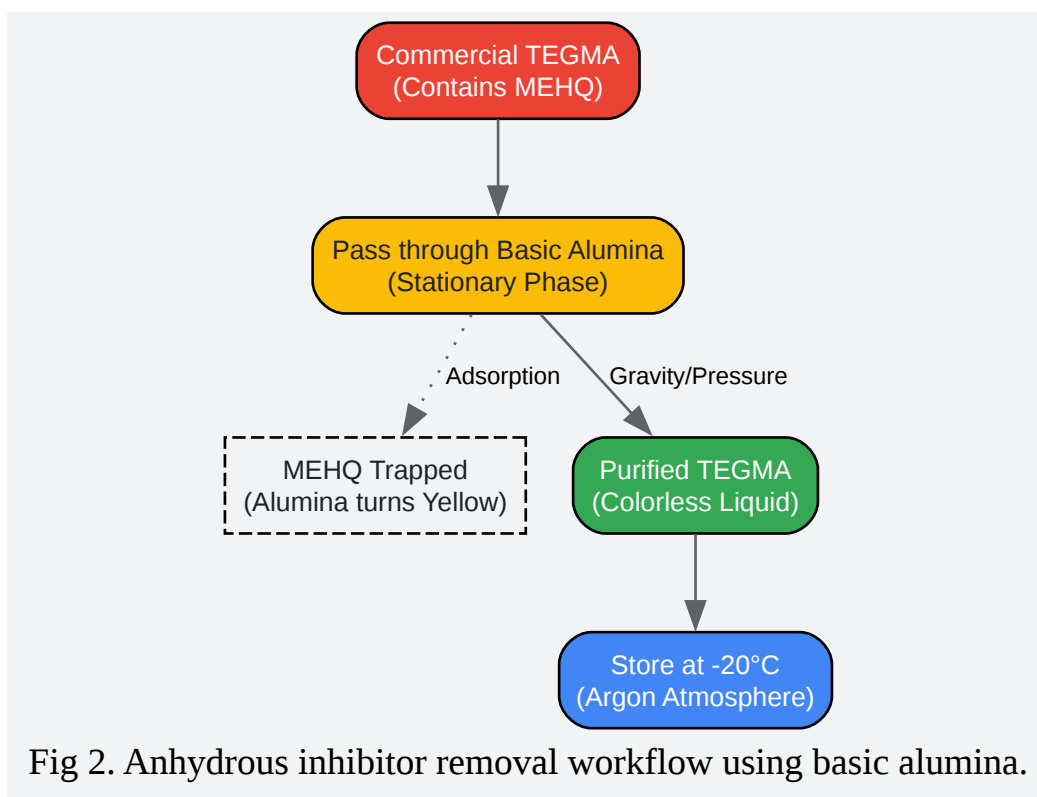 Commercial TEGMA
(Contains MEHQ)
Pass through Basic Alumina
(Stationary Phase)
Adsorption
Gravity/Pressure
MEHQ Trapped
(Alumina turns Yellow)
Purified TEGMA
(Colorless Liquid)
Store at -20°C
(Argon Atmosphere)
Fig 2. Anhydrous inhibitor removal workflow using basic alumina.